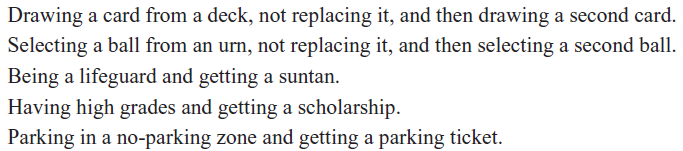 Drawing a card from a deck, not replacing it, and then drawing a second card.
Selecting a ball from an urn, not replacing it, and then selecting a second ball.
Being a lifeguard and getting a suntan.
Having high grades and getting a scholarship.
Parking in a no-parking zone and getting a parking ticket.